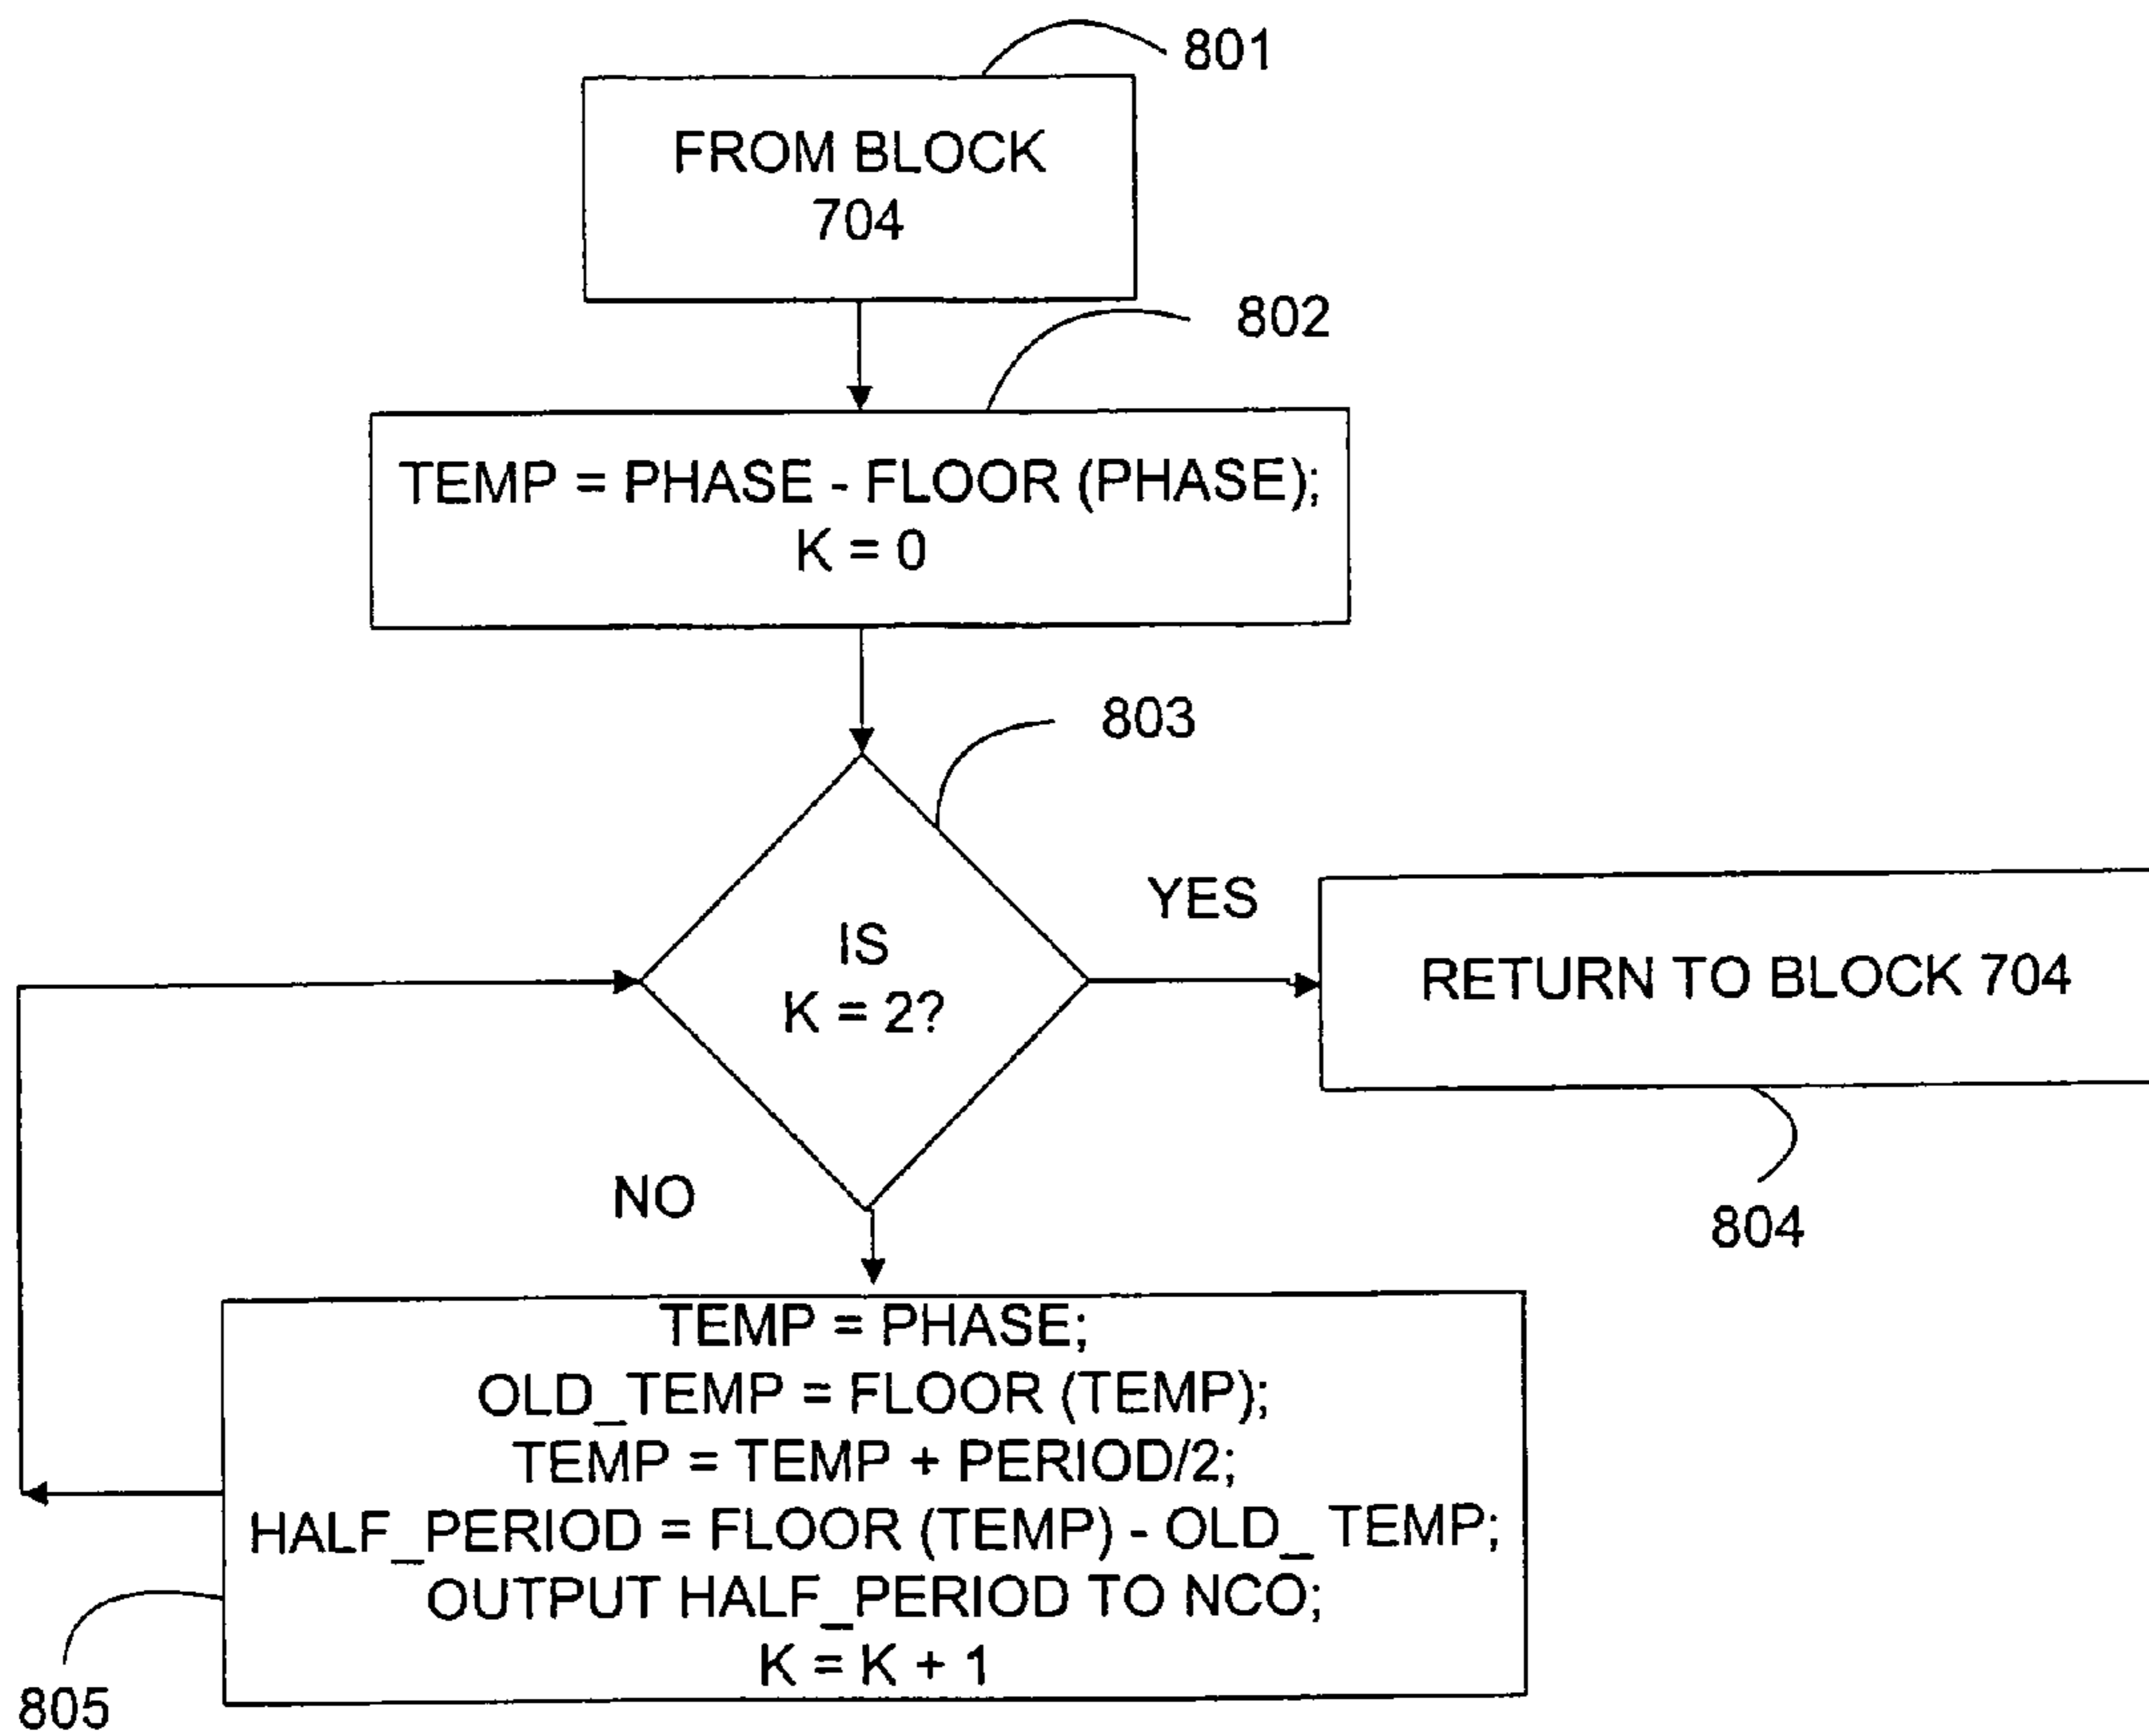 801
FROM BLOCK
704
802
TEMP = PHASE - FLOOR (PHASE);
K = 0
803
IS
K = 2?
YES
RETURN TO BLOCK 704
804
NO
TEMP = PHASE;
OLD_TEMP = FLOOR (TEMP);
TEMP = TEMP + PERIOD/2;
HALF_PERIOD = FLOOR (TEMP) - OLD_ TEMP;
OUTPUT HALF_PERIOD TO NCO;
K = K + 1
805